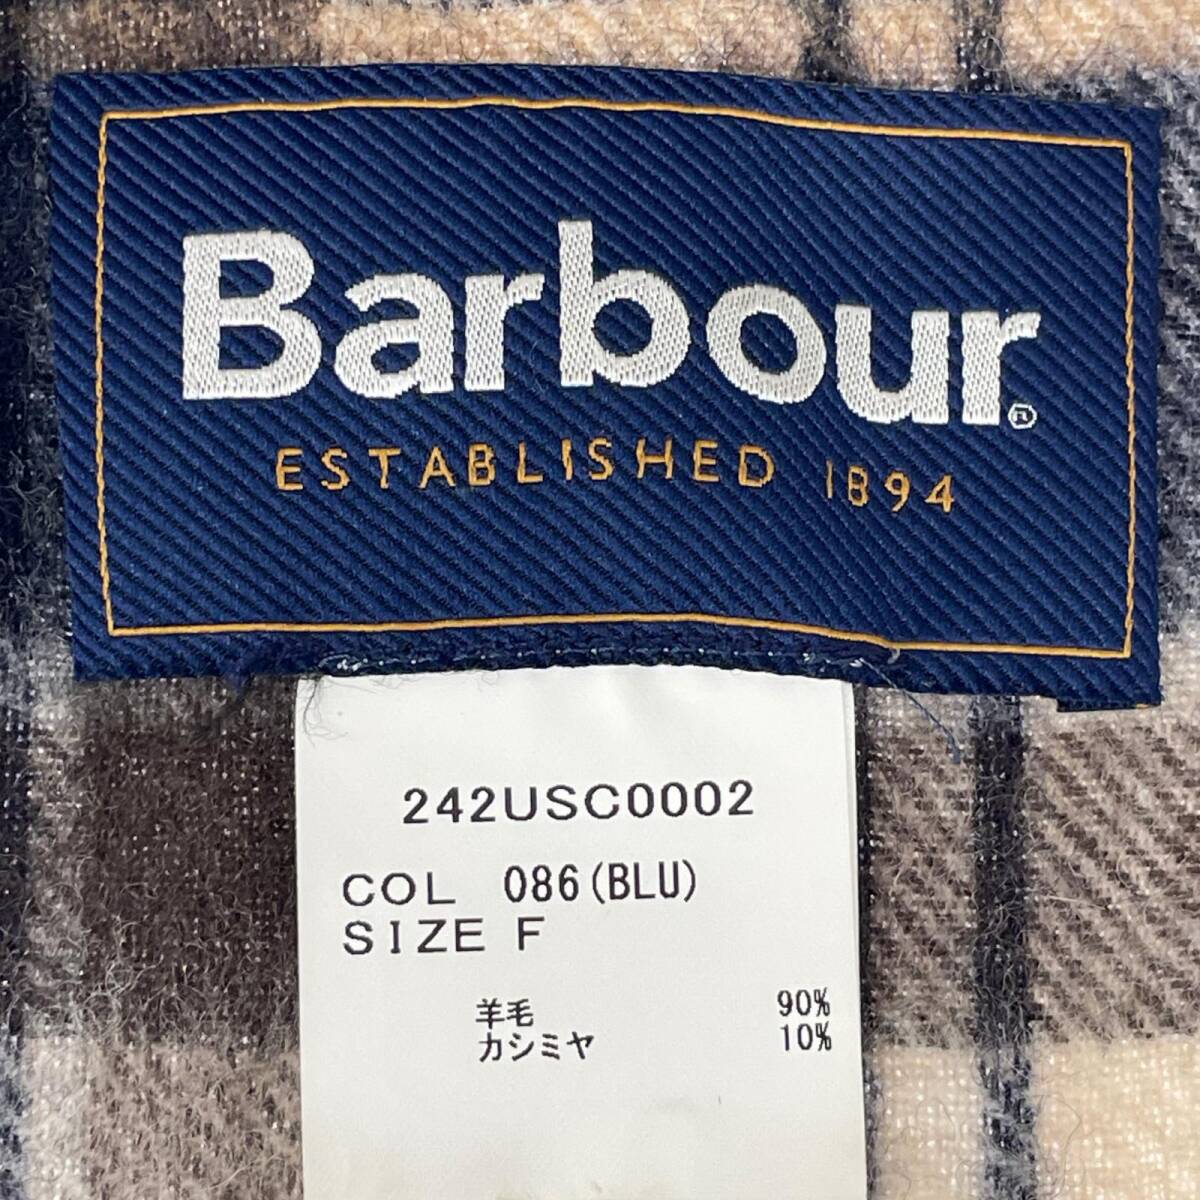 Barbour®
ESTABLISHED 1894
242USC0002
COL 086(BLU)
SIZE F
羊毛 90%
カシミヤ 10%